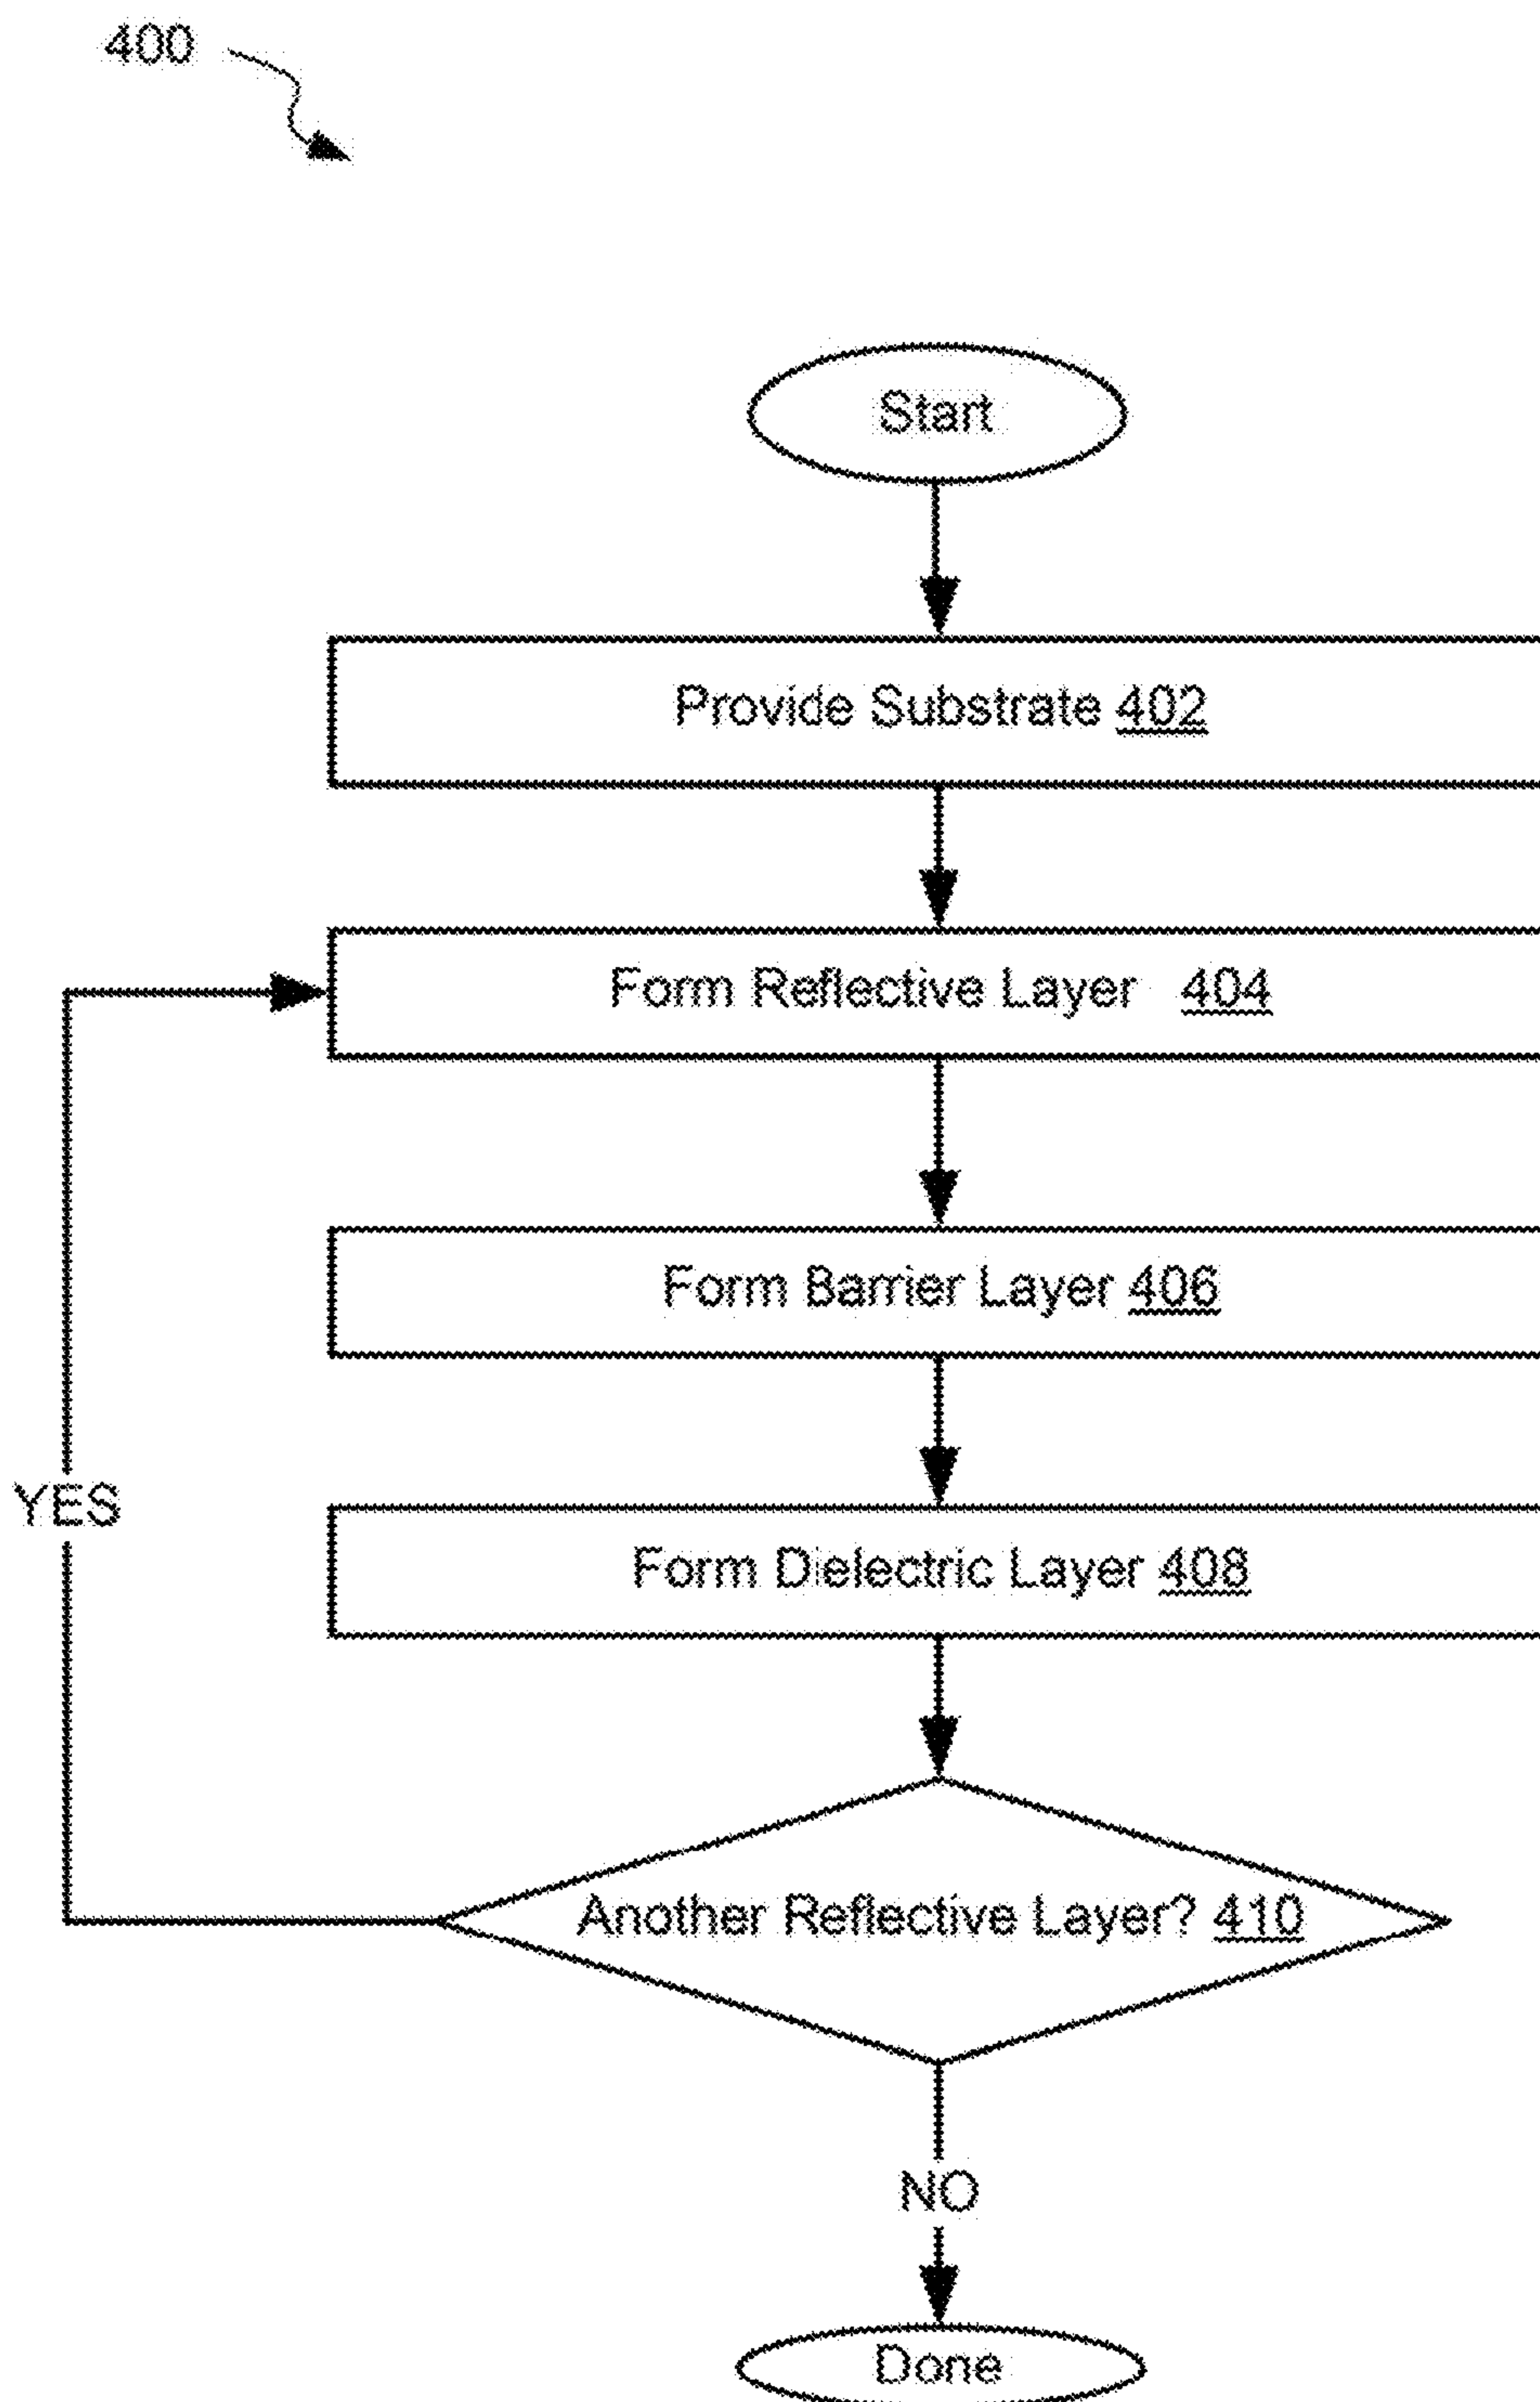 400
Start
Provide Substrate 402
Form Reflective Layer 404
Form Barrier Layer 406
YES
Form Dielectric Layer 408
Another Reflective Layer? 410
NO
Done